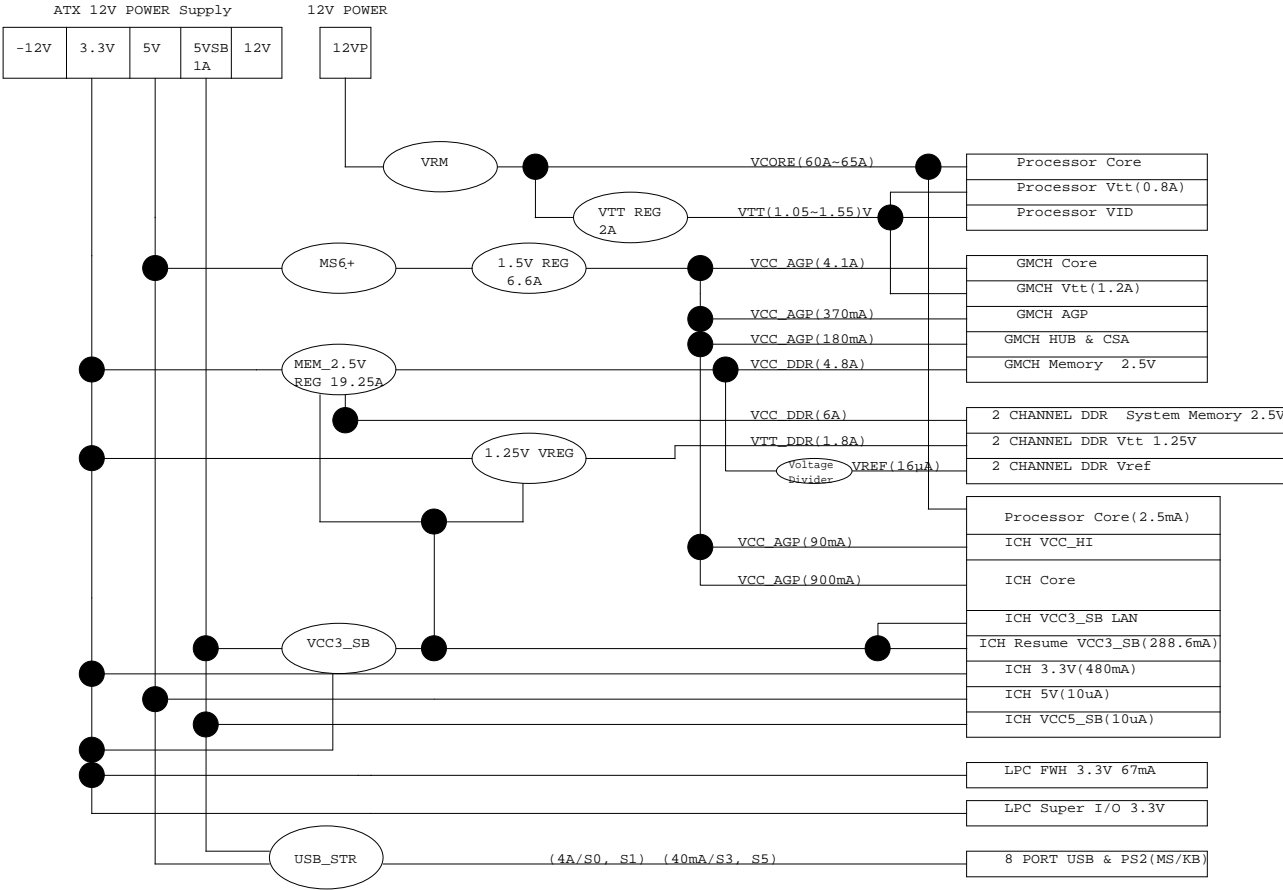 ATX 12V POWER Supply
12V POWER
-12V
3.3V
5V
5VSB
1A
12V
12VP
VRM
VCORE(60A~65A)
Processor Core
Processor Vtt(0.8A)
VTT REG
2A
VTT(1.05~1.55)V
Processor VID
MS6+
1.5V REG
6.6A
VCC_AGP(4.1A)
GMCH Core
GMCH Vtt(1.2A)
VCC_AGP(370mA)
GMCH AGP
VCC_AGP(180mA)
GMCH HUB & CSA
MEM_2.5V
REG 19.25A
VCC_DDR(4.8A)
GMCH Memory 2.5V
VCC_DDR(6A)
2 CHANNEL DDR System Memory 2.5V
1.25V VREG
VTT_DDR(1.8A)
2 CHANNEL DDR Vtt 1.25V
Voltage
Divider
VREF(16µA)
2 CHANNEL DDR Vref
Processor Core(2.5mA)
VCC_AGP(90mA)
ICH VCC_HI
VCC_AGP(900mA)
ICH Core
ICH VCC3_SB LAN
VCC3_SB
ICH Resume VCC3_SB(288.6mA)
ICH 3.3V(480mA)
ICH 5V(10uA)
ICH VCC5_SB(10uA)
LPC FWH 3.3V 67mA
LPC Super I/O 3.3V
USB_STR
(4A/S0, S1) (40mA/S3, S5)
8 PORT USB & PS2(MS/KB)